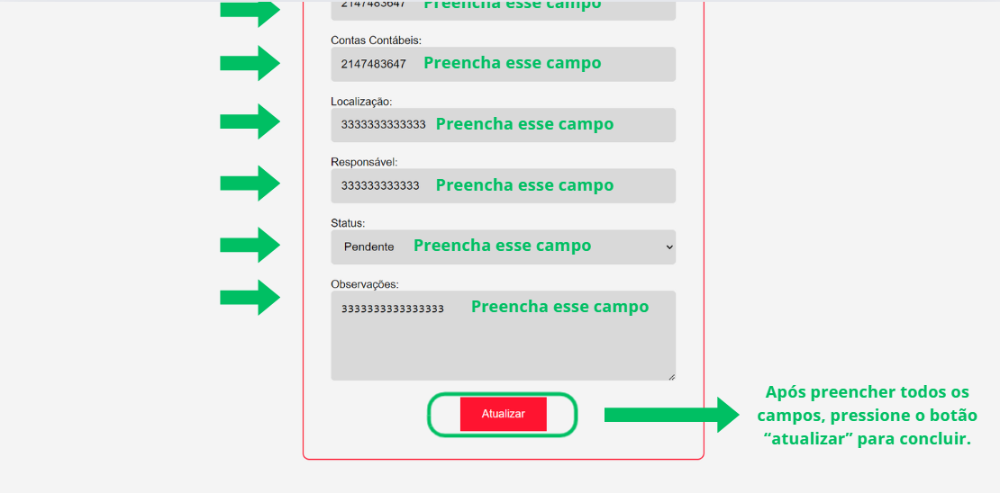 2147483647 Preencha esse campo
Contas Contábeis:
2147483647 Preencha esse campo
Localização:
3333333333333 Preencha esse campo
Responsável:
333333333333 Preencha esse campo
Status:
Pendente Preencha esse campo
Observações:
3333333333333333 Preencha esse campo
Atualizar
Após preencher todos os
campos, pressione o botão
“atualizar” para concluir.